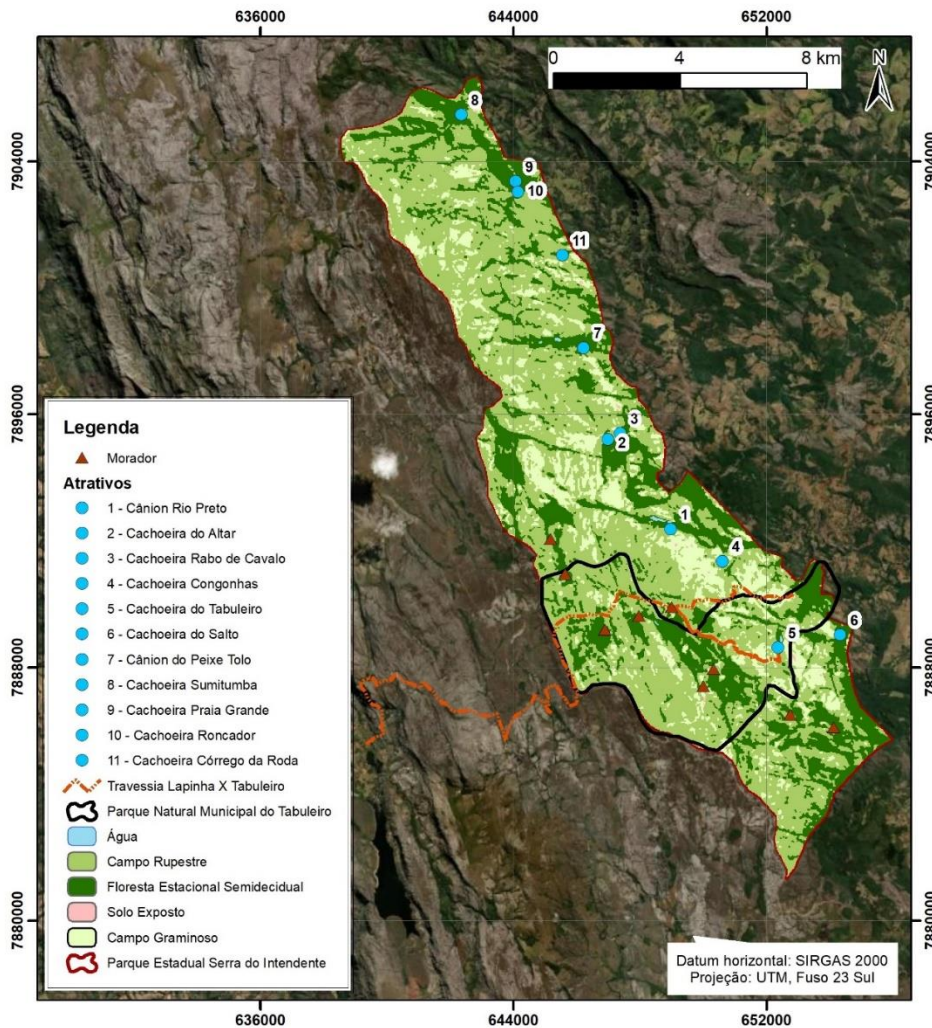 636000 644000 652000
0 4 8 km
N
8
7904000 7904000
9
10
11
7
7896000 7896000
3
2
1
4
6
5
7888000 7888000
7880000 7880000
Legenda
Morador
Atrativos
1 - Cânion Rio Preto
2 - Cachoeira do Altar
3 - Cachoeira Rabo de Cavalo
4 - Cachoeira Congonhas
5 - Cachoeira do Tabuleiro
6 - Cachoeira do Salto
7 - Cânion do Peixe Tolo
8 - Cachoeira Sumitumba
9 - Cachoeira Praia Grande
10 - Cachoeira Roncador
11 - Cachoeira Córrego da Roda
Travessia Lapinha X Tabuleiro
Parque Natural Municipal do Tabuleiro
Água
Campo Rupestre
Floresta Estacional Semidecidual
Solo Exposto
Campo Graminoso
Parque Estadual Serra do Intendente
Datum horizontal: SIRGAS 2000
Projeção: UTM, Fuso 23 Sul
636000 644000 652000